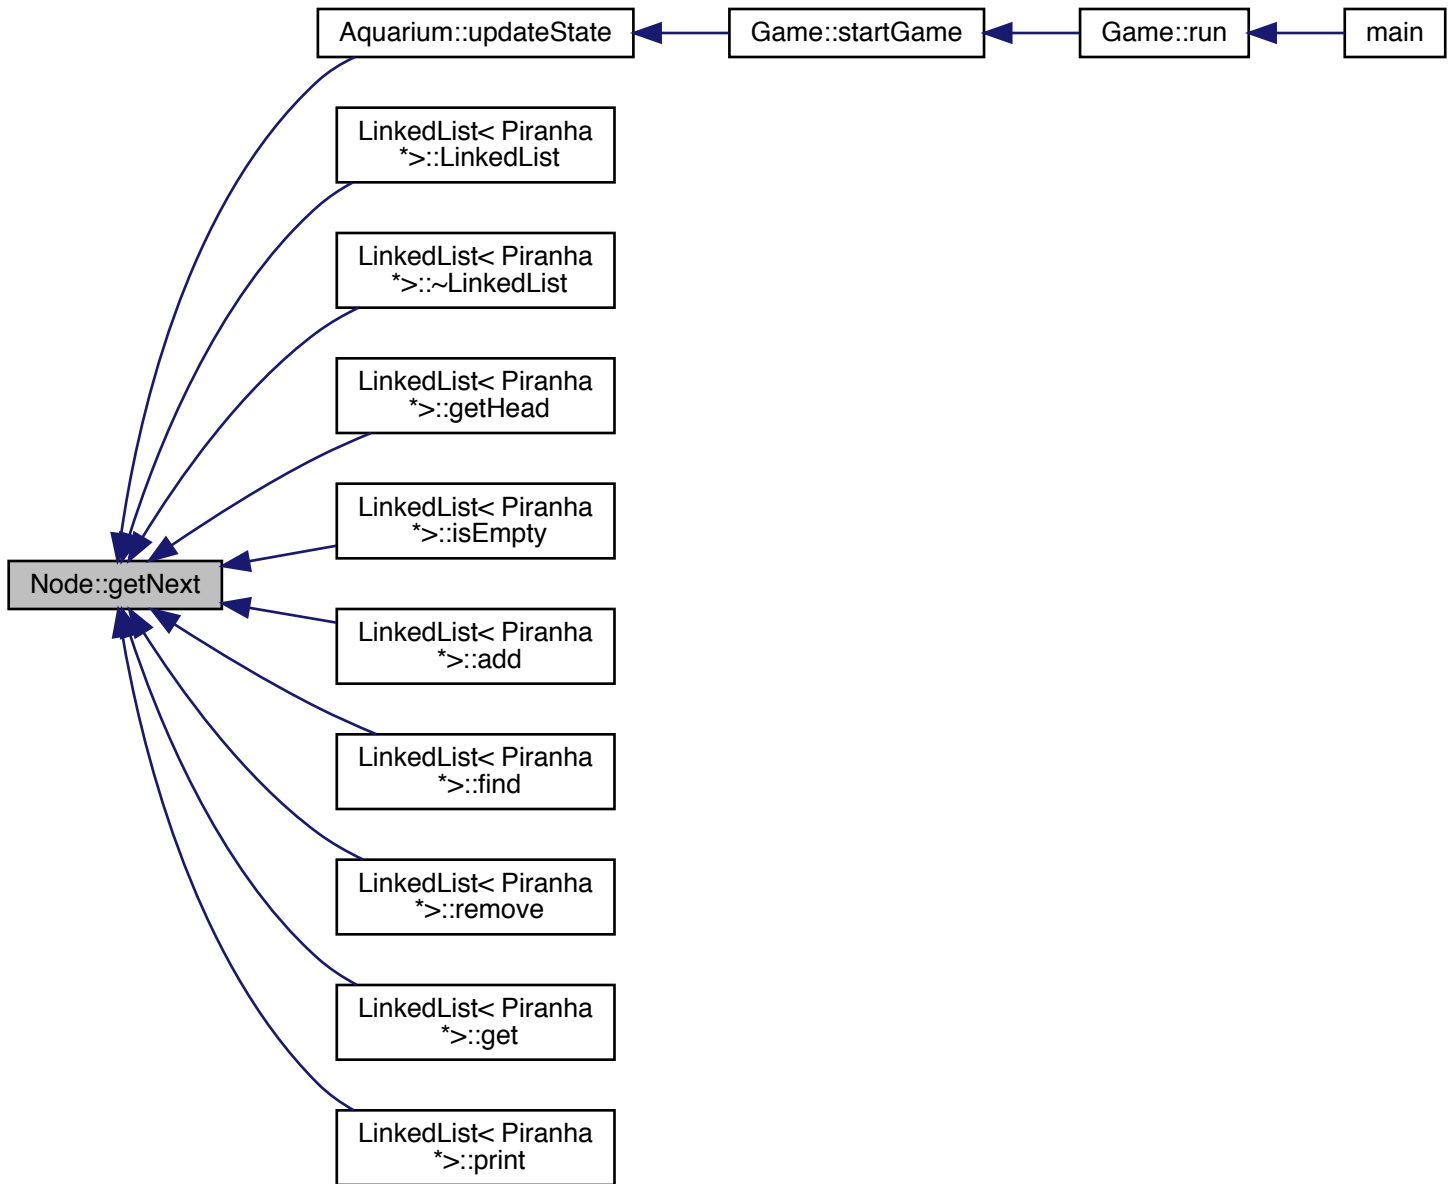 Aquarium::updateState
Game::startGame
Game::run
main
LinkedList< Piranha
*>::LinkedList
LinkedList< Piranha
*>::~LinkedList
LinkedList< Piranha
*>::getHead
LinkedList< Piranha
*>::isEmpty
Node::getNext
LinkedList< Piranha
*>::add
LinkedList< Piranha
*>::find
LinkedList< Piranha
*>::remove
LinkedList< Piranha
*>::get
LinkedList< Piranha
*>::print